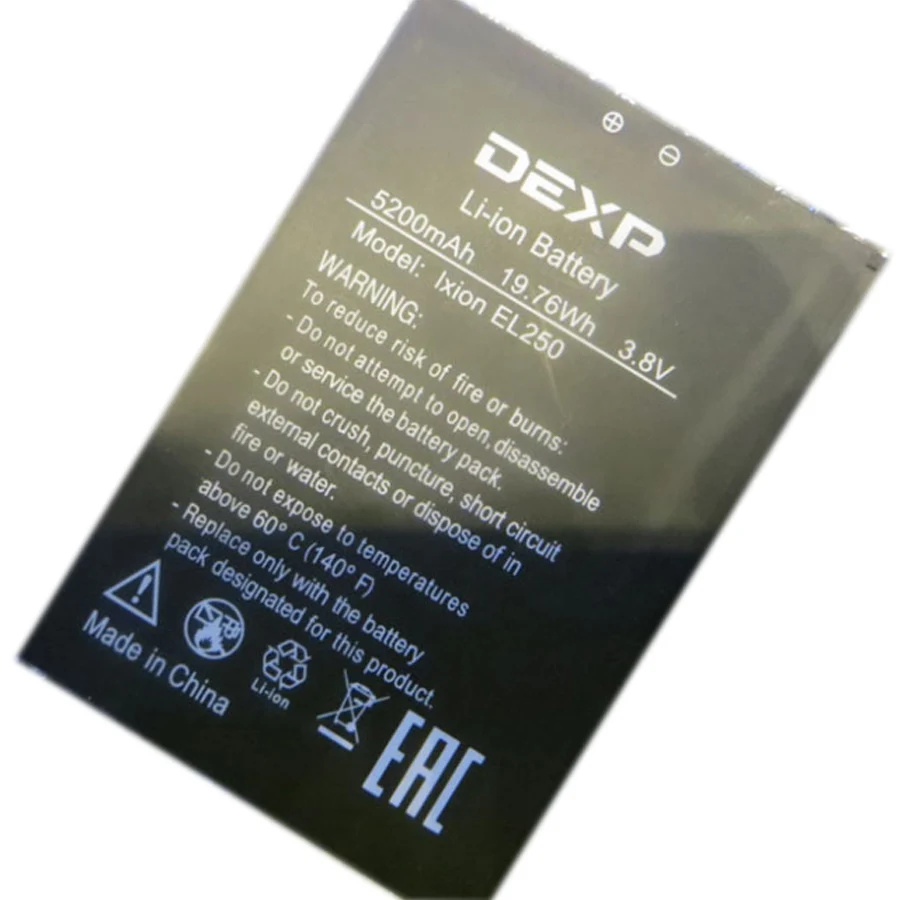 ⊕ ⊖
DEXP
Li-ion Battery
5200mAh 19.76Wh 3.8V
Model: Ixion EL250
WARNING:
To reduce risk of fire or burns:
- Do not attempt to open, disassemble
or service the battery pack.
- Do not crush, puncture, short circuit
external contacts or dispose of in
fire or water.
- Do not expose to temperatures
above 60° C (140° F)
- Replace only with the battery
pack designated for this product.
Li-ion
EAC
Made in China